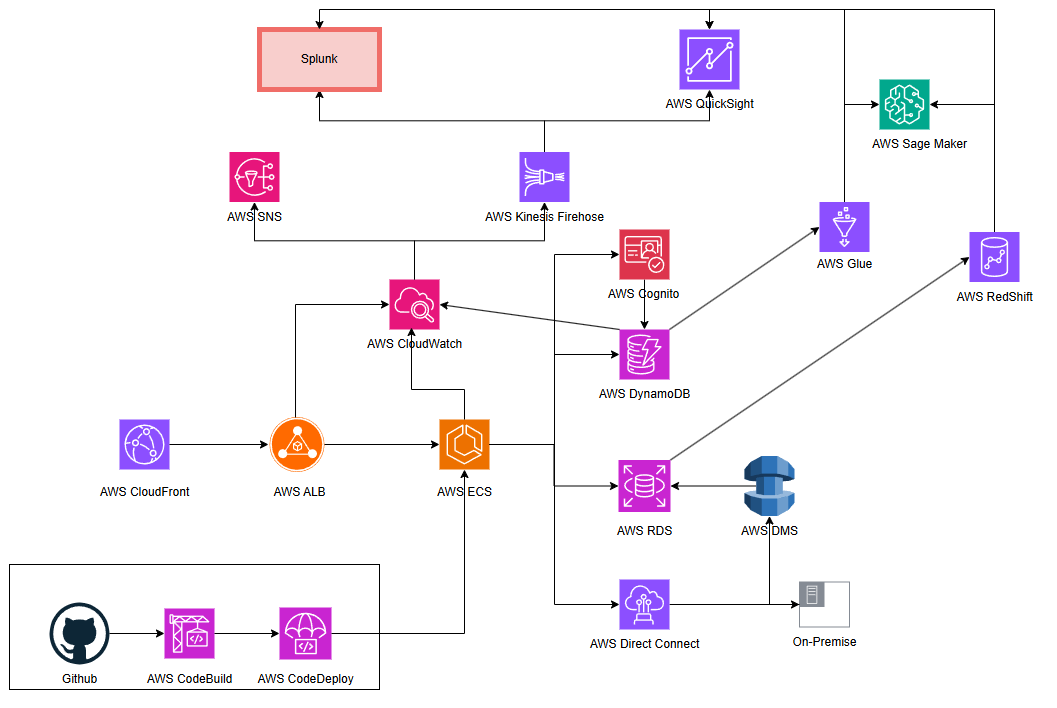 Splunk
AWS QuickSight
AWS Sage Maker
AWS SNS
AWS Kinesis Firehose
AWS Glue
AWS Cognito
AWS RedShift
AWS CloudWatch
AWS DynamoDB
AWS CloudFront
AWS ALB
AWS ECS
AWS RDS
AWS DMS
AWS Direct Connect
On-Premise
Github
AWS CodeBuild
AWS CodeDeploy